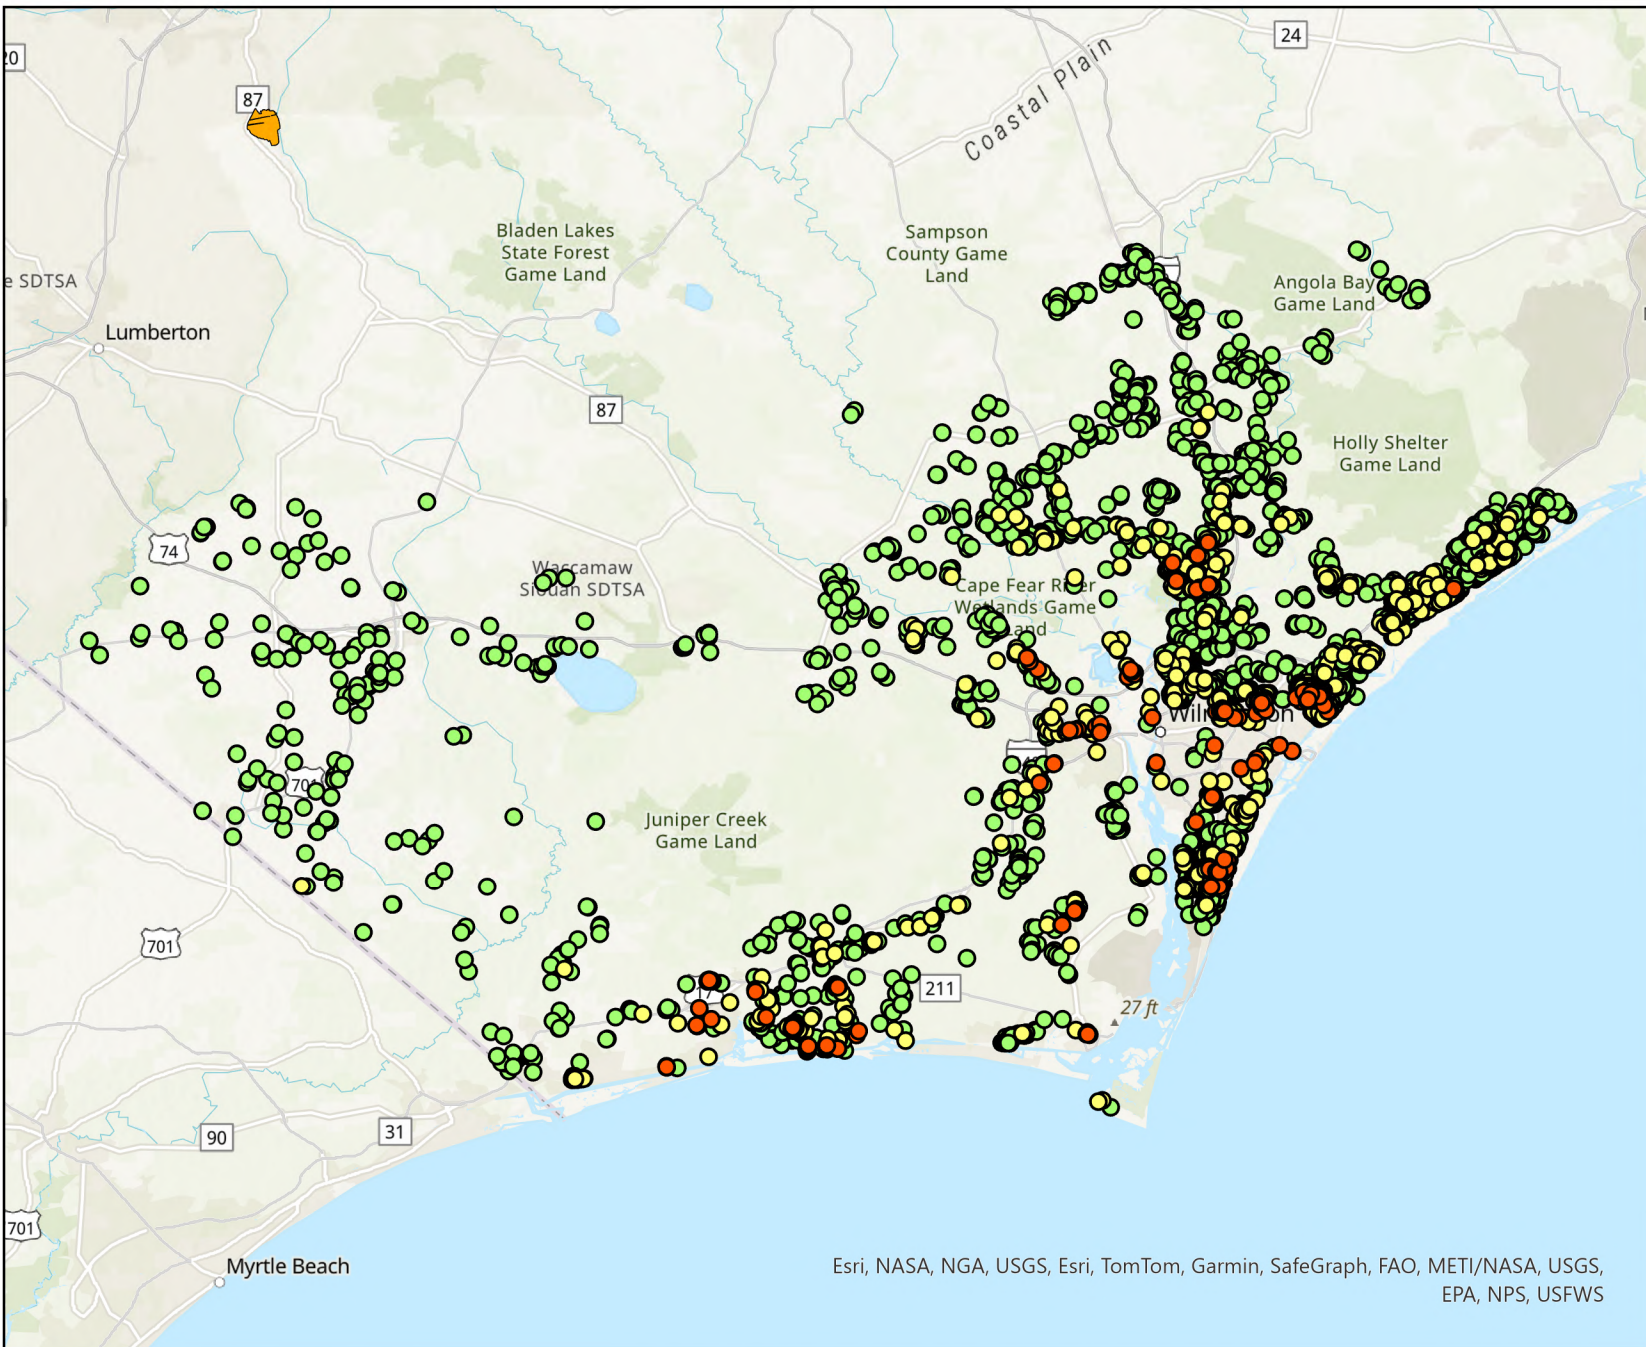 24
20
87
Coastal Plain
Bladen Lakes
State Forest
Game Land
Sampson
County Game
Land
e SDTSA
Angola Bay
Game Land
Lumberton
87
Holly Shelter
Game Land
74
Waccamaw
Siouan SDTSA
Cape Fear River
Wetlands Game
Land
701
Juniper Creek
Game Land
701
211
27 ft
90
31
701
Myrtle Beach
Esri, NASA, NGA, USGS, Esri, TomTom, Garmin, SafeGraph, FAO, METI/NASA, USGS,
EPA, NPS, USFWS